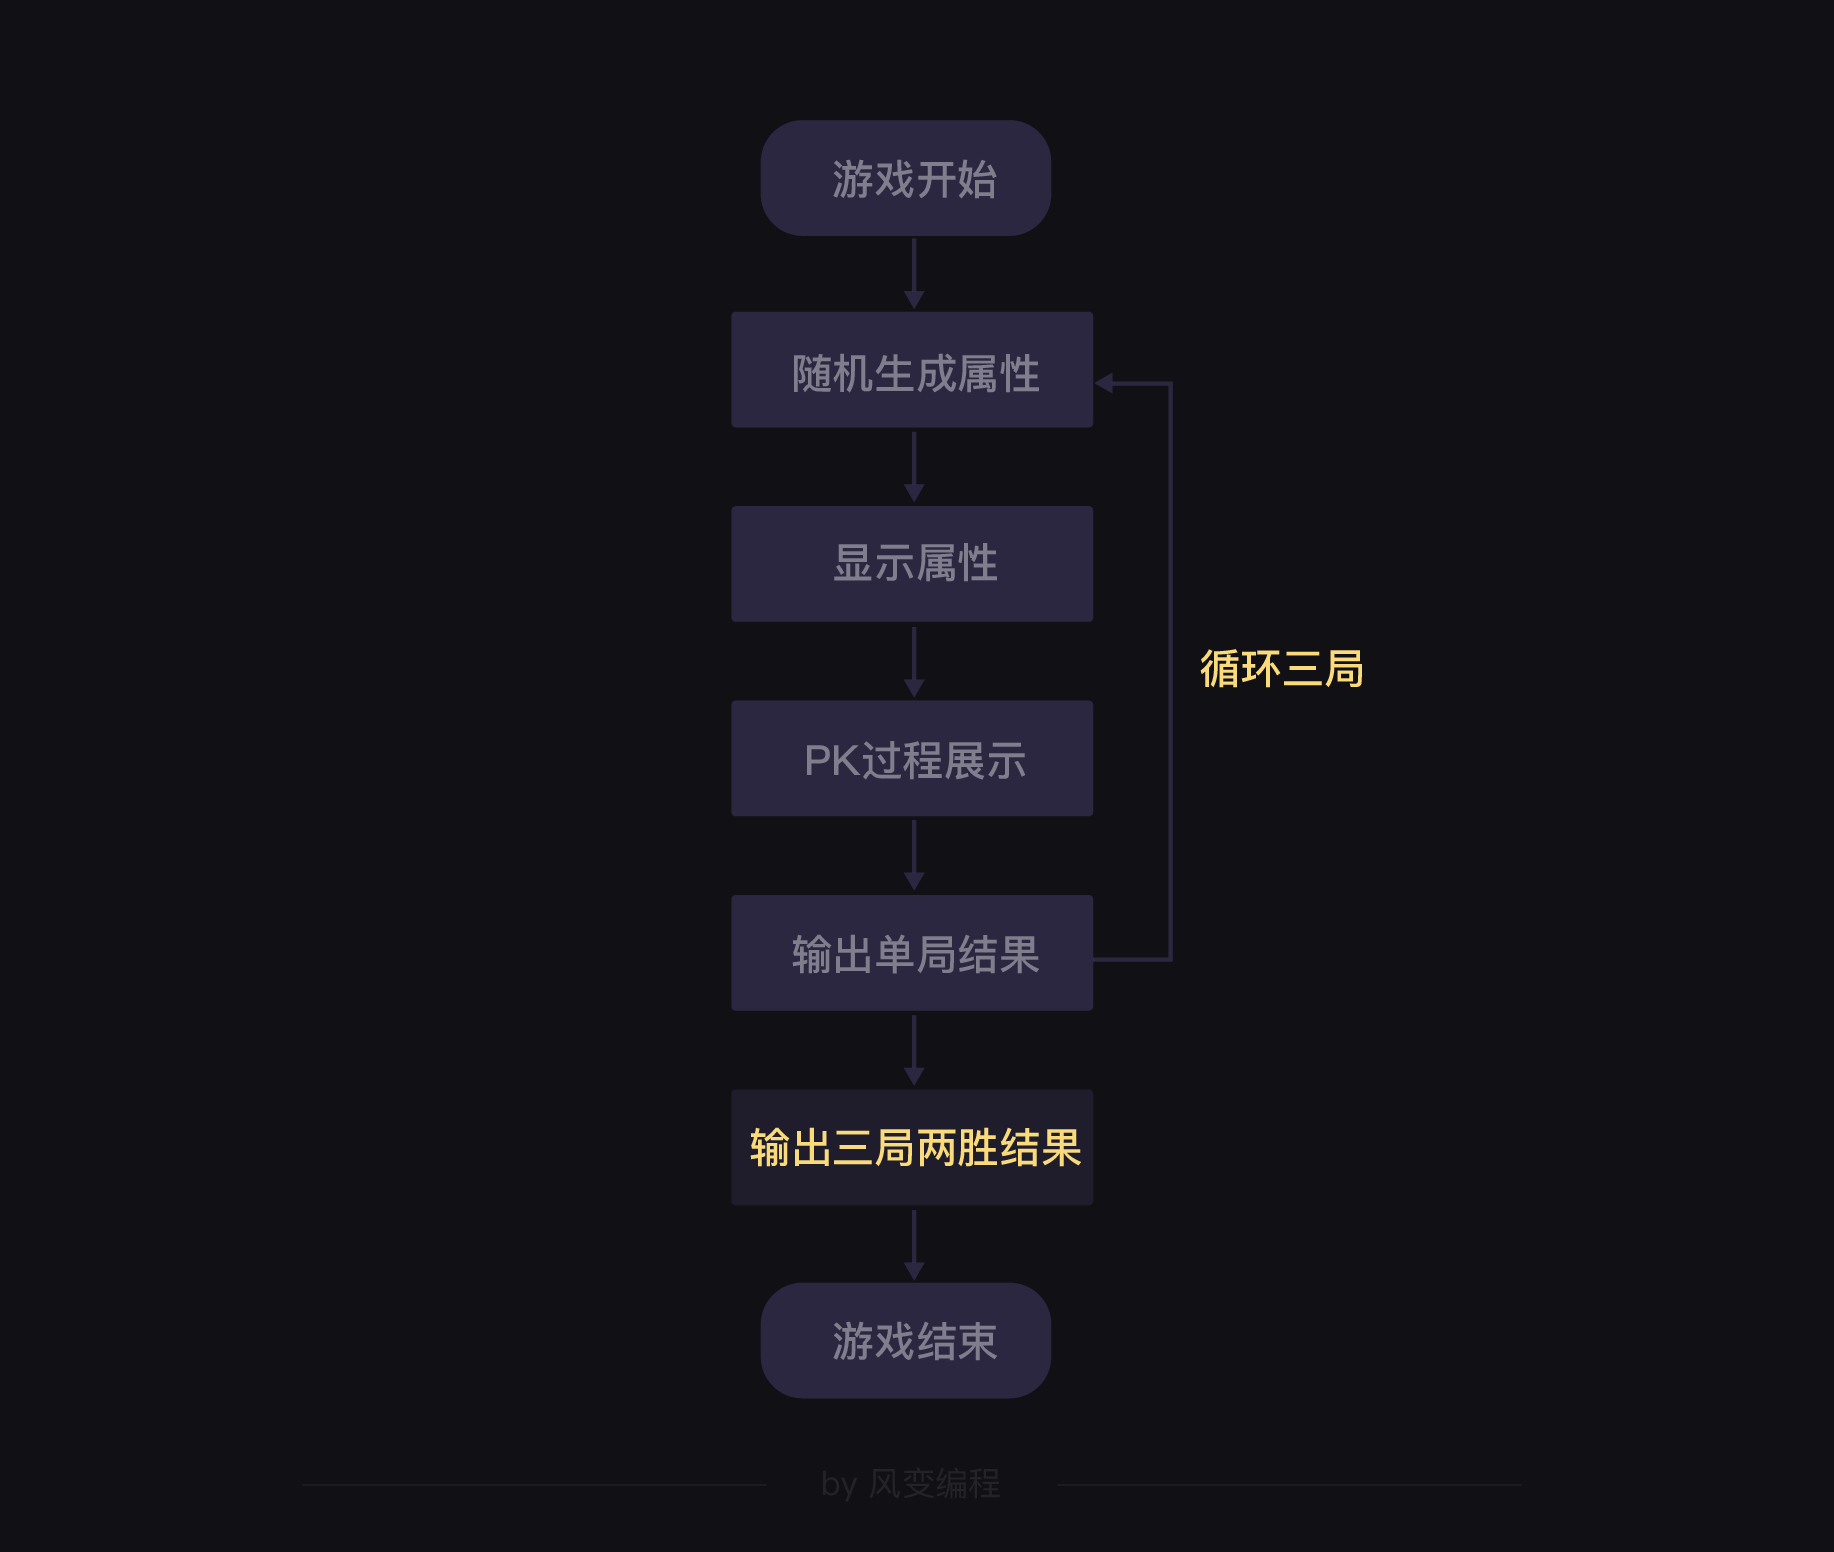 游戏开始
随机生成属性
显示属性
PK过程展示
循环三局
输出单局结果
输出三局两胜结果
游戏结束
by 风变编程